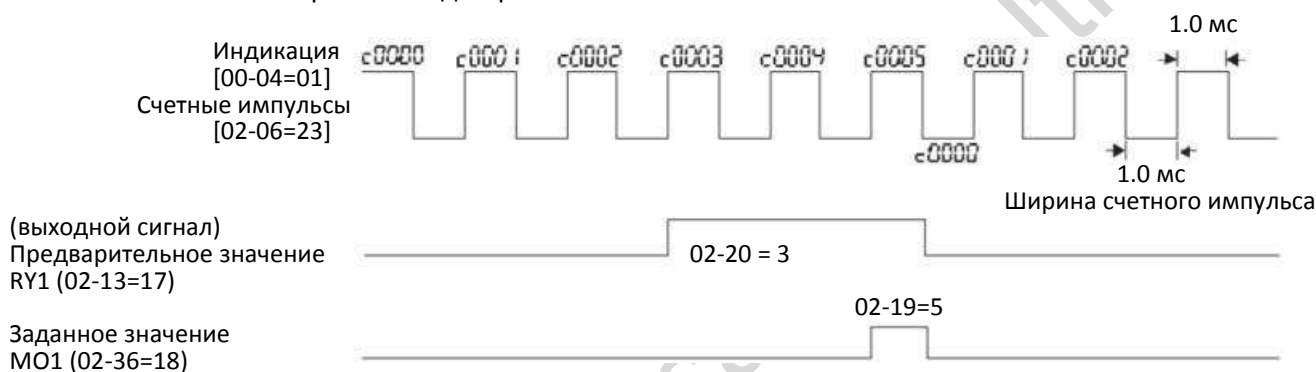 1.0 мс
Индикация c0000 c0001 c0002 c0003 c0004 c0005 c0001 c0002
[00-04=01]
Счетные импульсы
[02-06=23]
c0000
1.0 мс
Ширина счетного импульса
(выходной сигнал)
Предварительное значение 02-20 = 3
RY1 (02-13=17)
02-19=5
Заданное значение
MO1 (02-36=18)